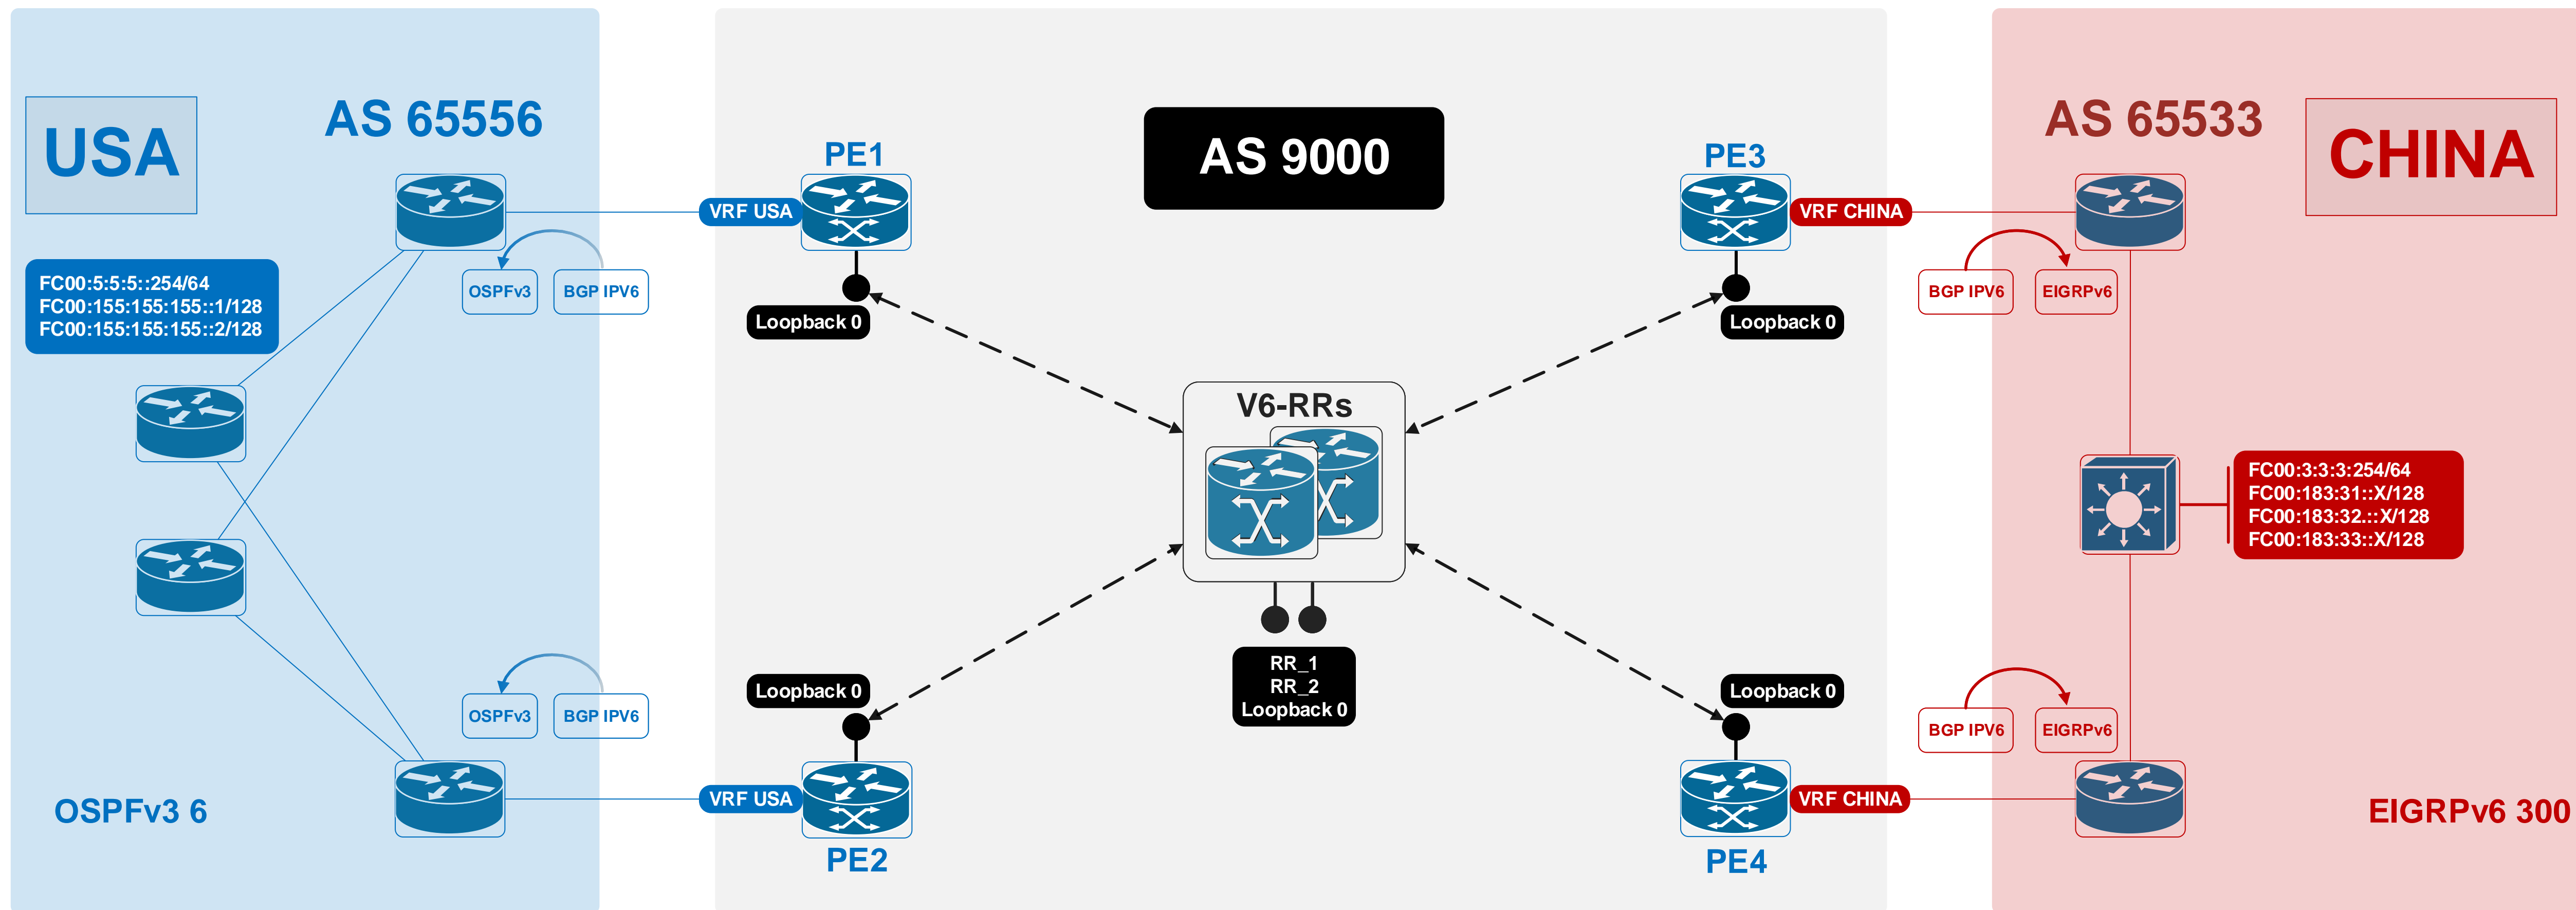 USA
AS 65556
FC00:5:5:5::254/64
FC00:155:155:155::1/128
FC00:155:155:155::2/128
OSPFv3
BGP IPV6
OSPFv3
BGP IPV6
OSPFv3 6
VRF USA
PE1
Loopback 0
AS 9000
PE3
VRF CHINA
Loopback 0
V6-RRs
RR_1
RR_2
Loopback 0
Loopback 0
VRF USA
PE2
Loopback 0
VRF CHINA
PE4
AS 65533
CHINA
BGP IPV6
EIGRPv6
FC00:3:3:3:254/64
FC00:183:31::X/128
FC00:183:32.::X/128
FC00:183:33::X/128
BGP IPV6
EIGRPv6
EIGRPv6 300